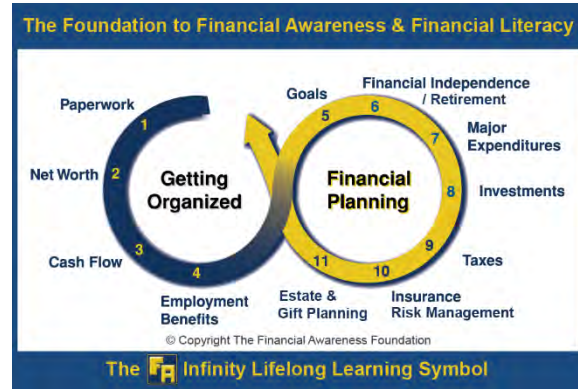 The Foundation to Financial Awareness & Financial Literacy
Paperwork
1
Net Worth
2
Cash Flow
3
Employment
Benefits
4
Getting
Organized
Goals
5
Financial Independence
/ Retirement
6
Major
Expenditures
7
Investments
8
Taxes
9
Insurance
Risk Management
10
Estate &
Gift Planning
11
Financial
Planning
© Copyright The Financial Awareness Foundation
The FA Infinity Lifelong Learning Symbol